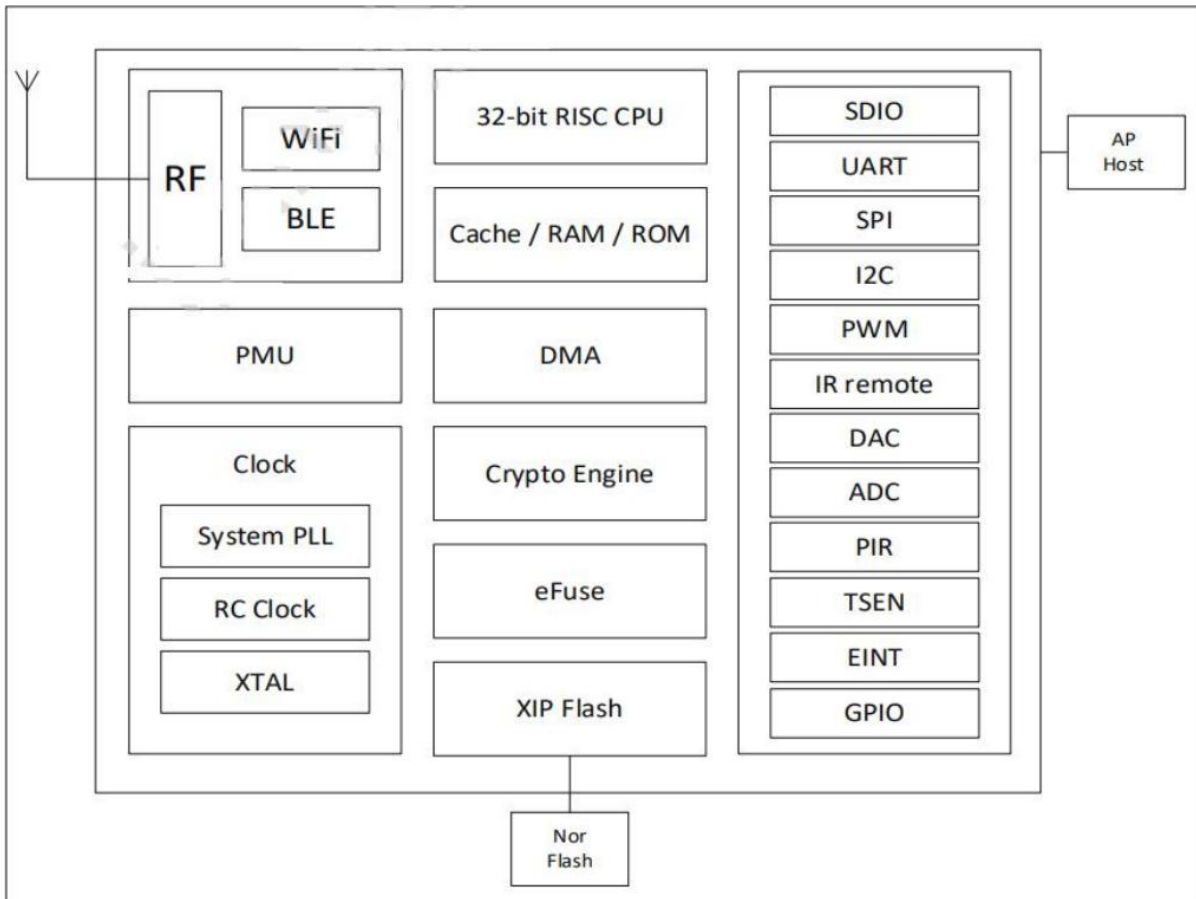 RF
WiFi
BLE
PMU
Clock
System PLL
RC Clock
XTAL
32-bit RISC CPU
Cache / RAM / ROM
DMA
Crypto Engine
eFuse
XIP Flash
Nor
Flash
SDIO
UART
SPI
I2C
PWM
IR remote
DAC
ADC
PIR
TSEN
EINT
GPIO
AP
Host